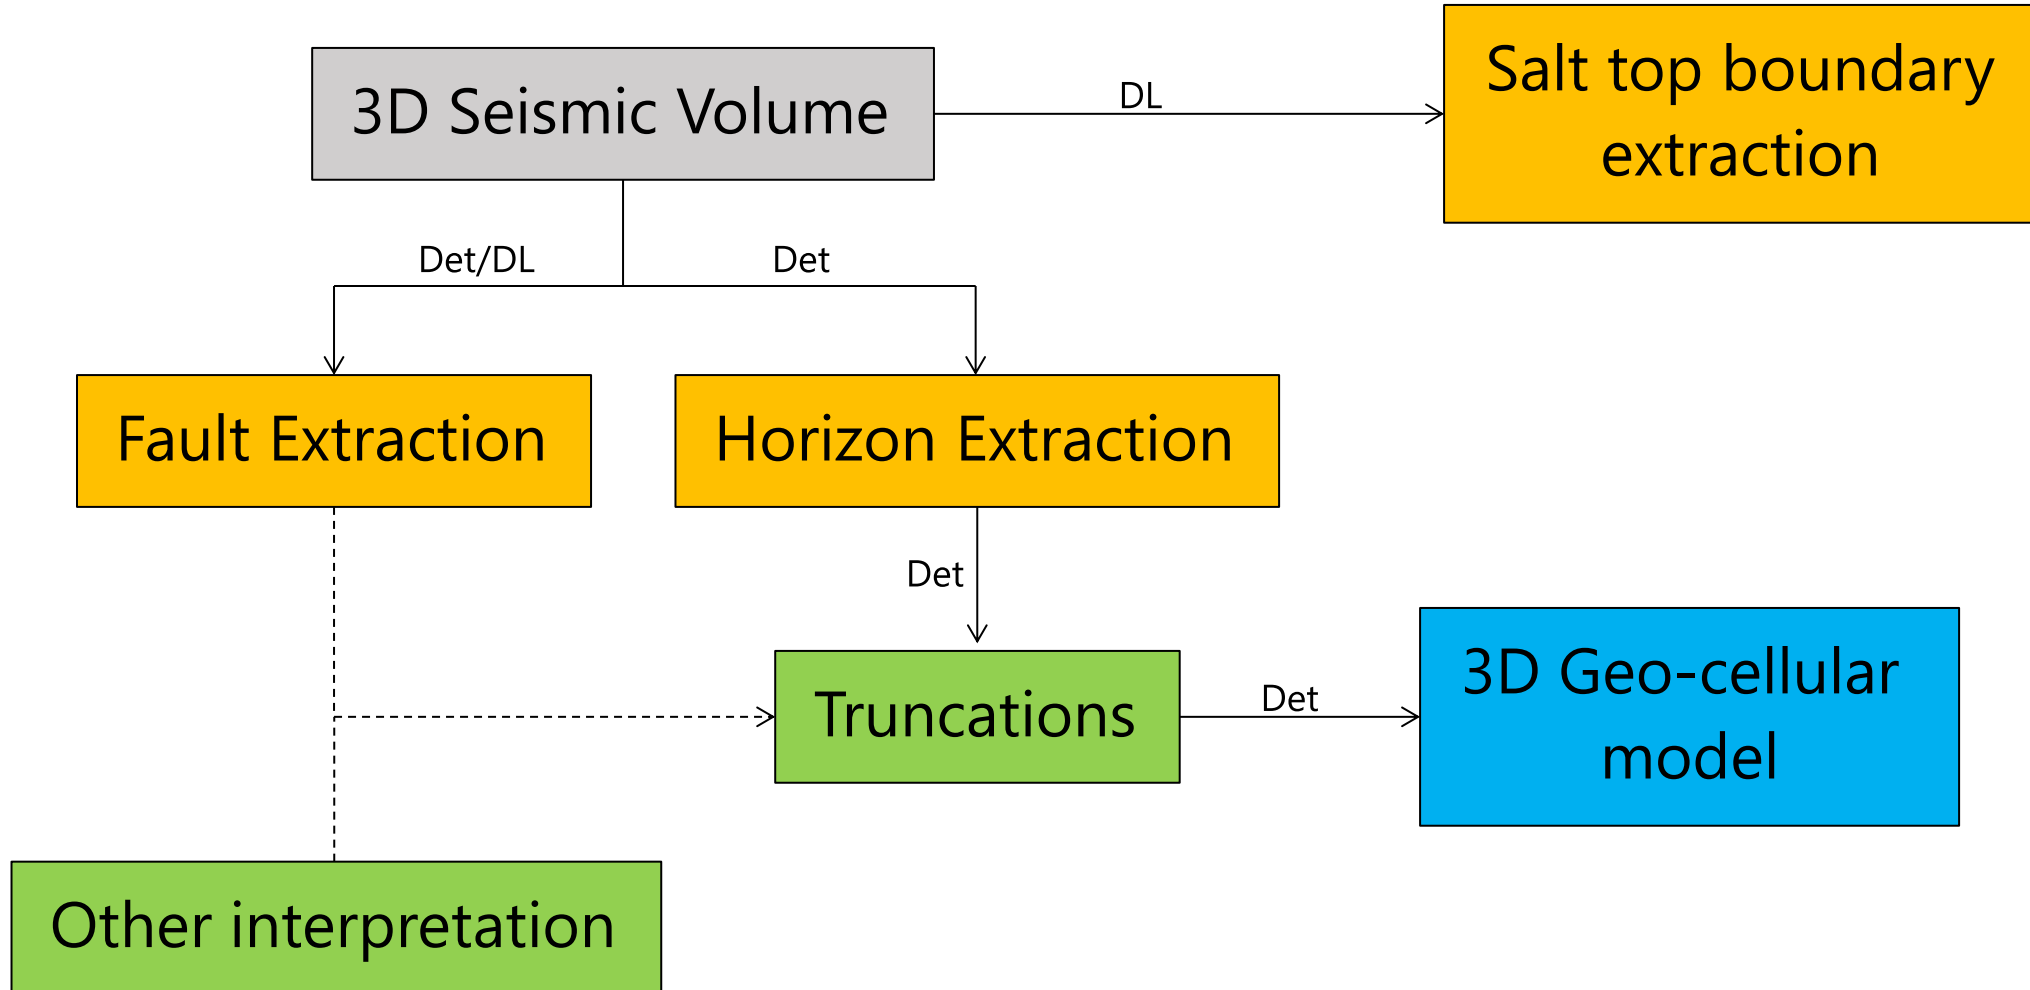 3D Seismic Volume
DL
Salt top boundary
extraction
Det/DL
Det
Fault Extraction
Horizon Extraction
Det
Truncations
Det
3D Geo-cellular
model
Other interpretation